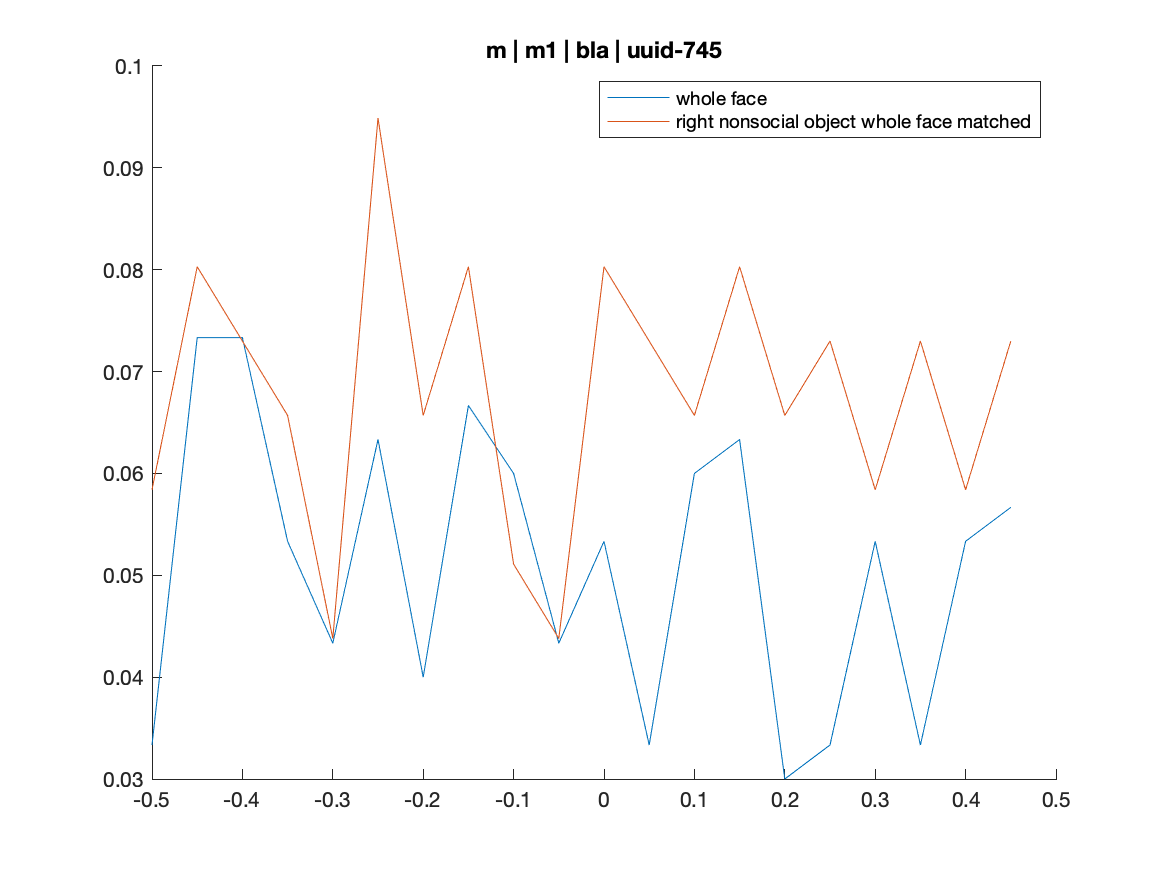 m | m1 | bla | uuid-745
whole face
right nonsocial object whole face matched
0.1
0.09
0.08
0.07
0.06
0.05
0.04
0.03
-0.5 -0.4 -0.3 -0.2 -0.1 0 0.1 0.2 0.3 0.4 0.5